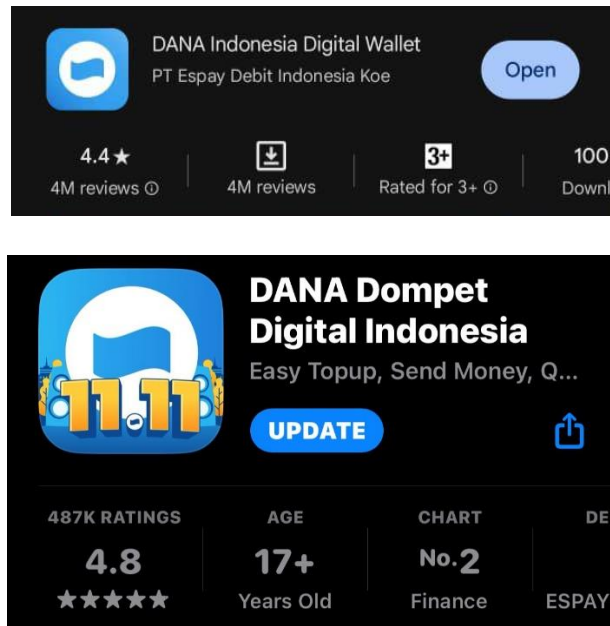 DANA Indonesia Digital Wallet
PT Espay Debit Indonesia Koe
Open
4.4★
4M reviews
4M reviews
3+
Rated for 3+
100
Downl
DANA Dompet
Digital Indonesia
Easy Topup, Send Money, Q...
UPDATE
11.11
487K RATINGS
4.8
★★★★★
AGE
17+
Years Old
CHART
No.2
Finance
DE
ESPAY